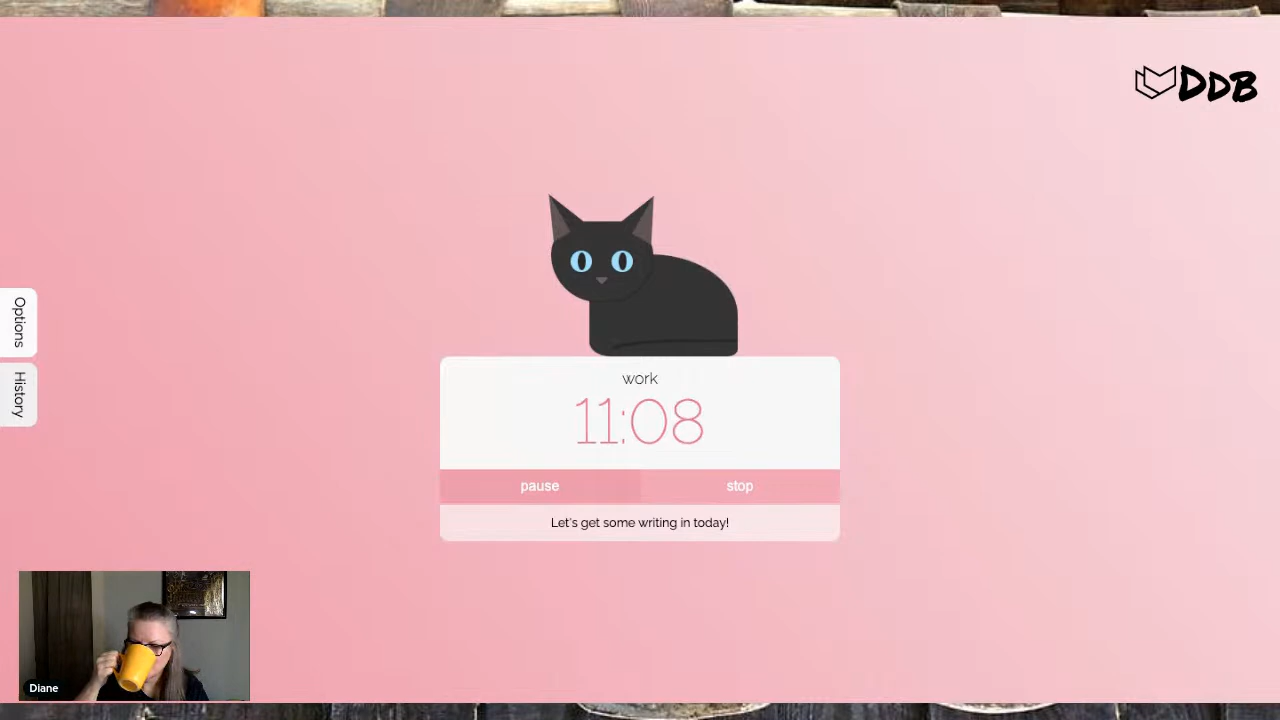 DDB
Options
History
work
11:08
pause stop
Let's get some writing in today!
Diane